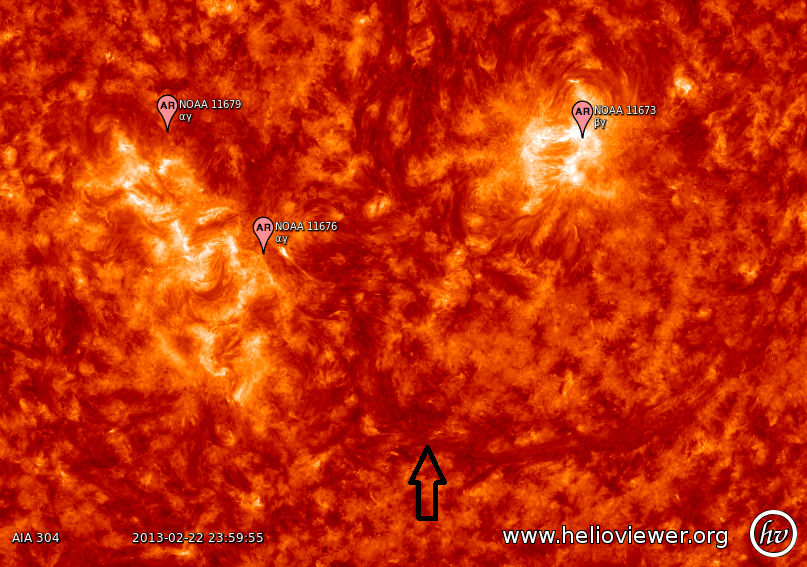 AR NOAA 11679
αγ
AR NOAA 11673
βγ
AR NOAA 11676
αγ
AIA 304
2013-02-22 23:59:55
www.helioviewer.org
hv